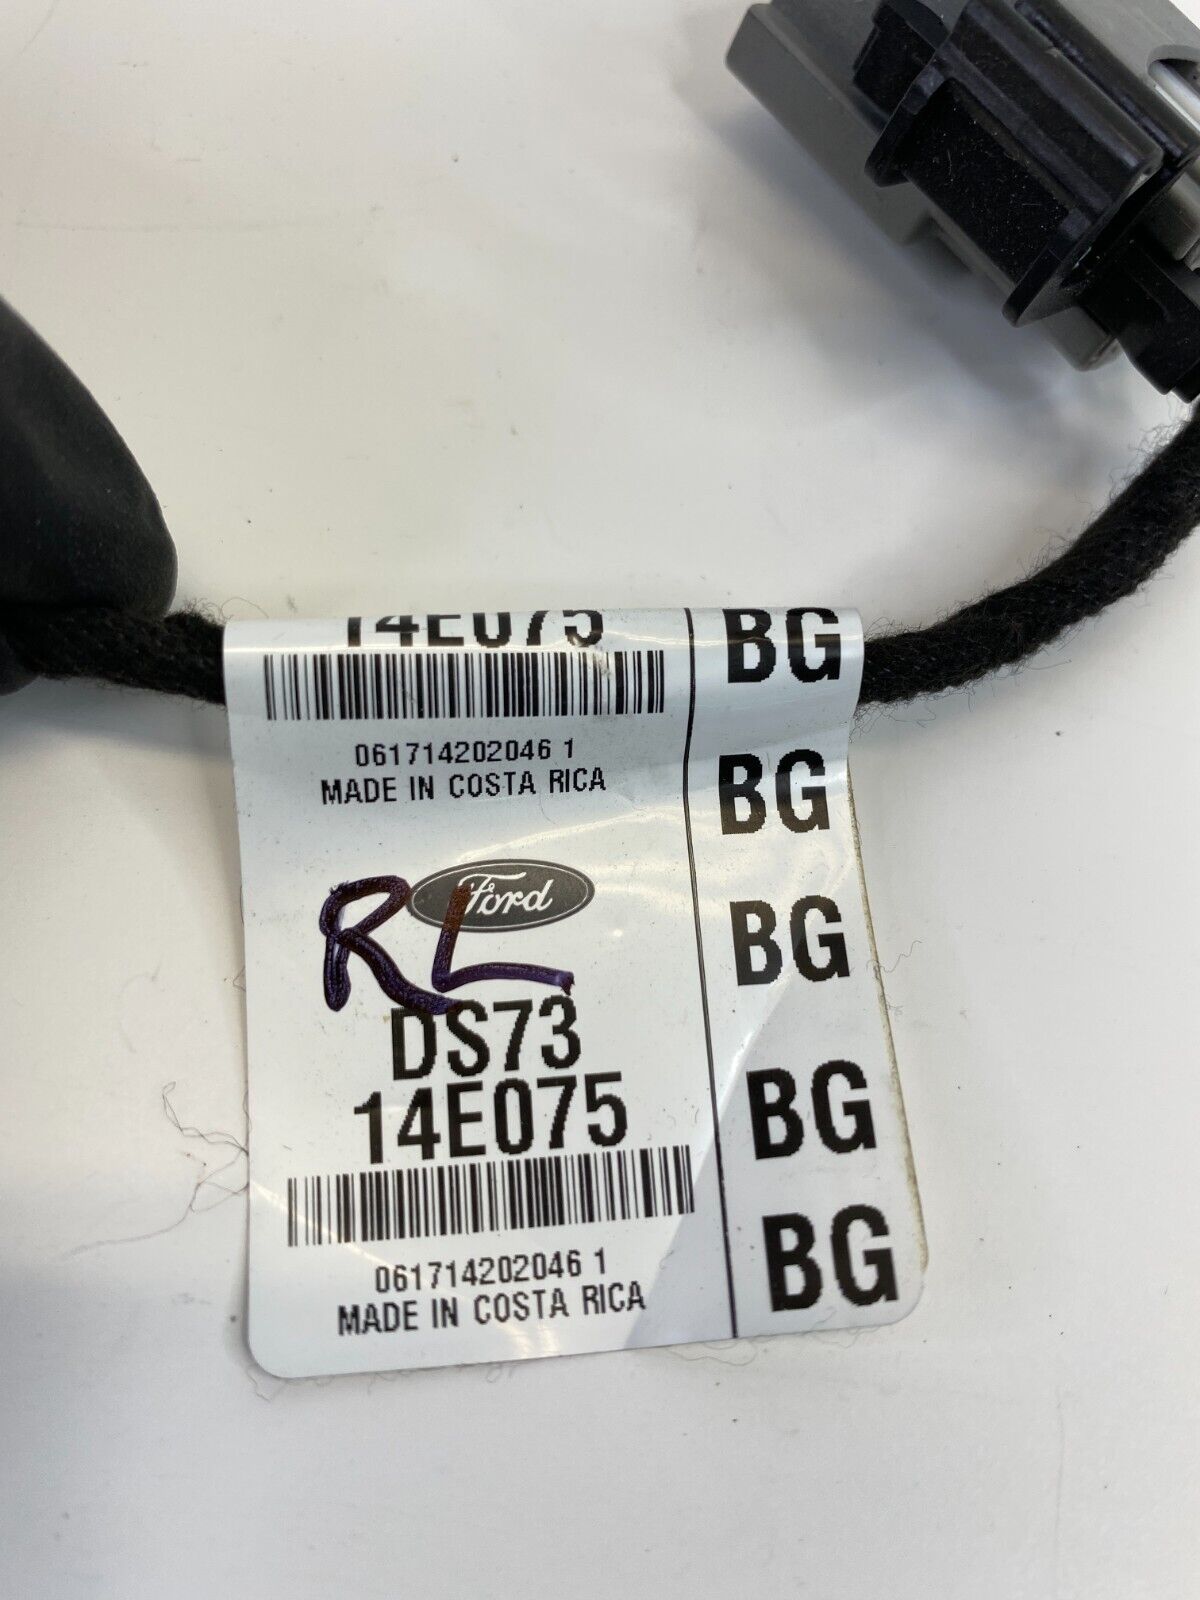 14E075
BG
061714202046 1
MADE IN COSTA RICA
BG
Ford
RL
BG
DS73
14E075
BG
061714202046 1
MADE IN COSTA RICA
BG